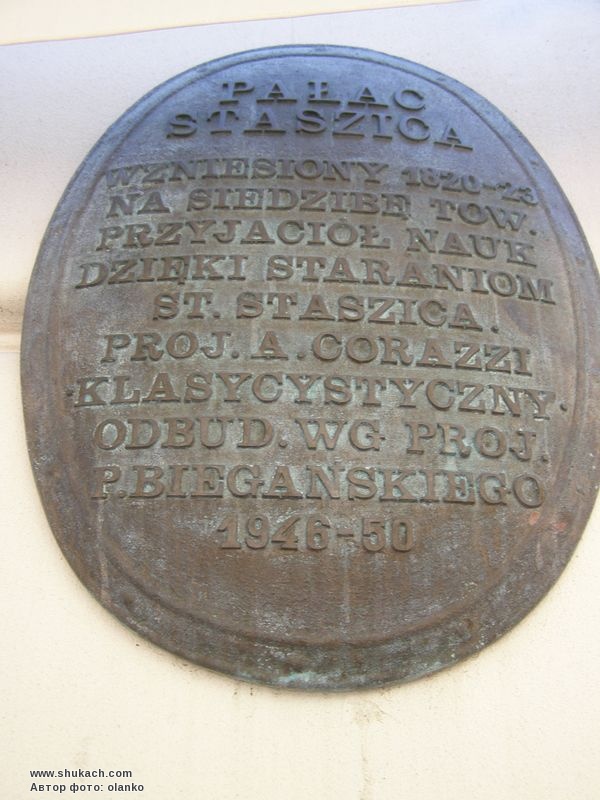 PAŁAC
STASZICA
WZNIESIONY 1820-23
NA SIEDZIBĘ TOW.
PRZYJACIÓŁ NAUK
DZIĘKI STARANIOM
ST. STASZICA.
PROJ. A. CORAZZI
KLASYCYSTYCZNY.
ODBUD. WG PROJ.
P. BIEGAŃSKIEGO
1946-50
www.shukach.com
Автор фото: olanko